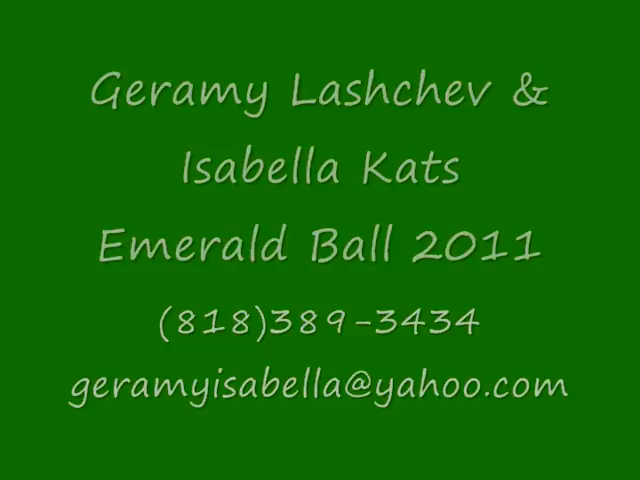 Geramy Lashchev &
Isabella Kats
Emerald Ball 2011
(818)389-3434
geramyisabella@yahoo.com